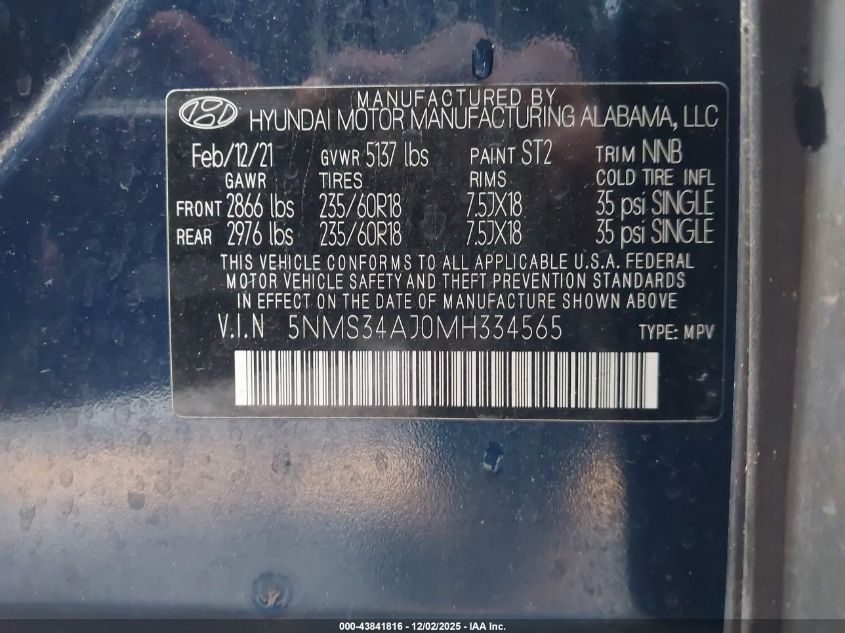 MANUFACTURED BY
HYUNDAI MOTOR MANUFACTURING ALABAMA, LLC
Feb/12/21 GVWR 5137 lbs PAINT ST2 TRIM NNB
GAWR TIRES RIMS COLD TIRE INFL
FRONT 2866 lbs 235/60R18 7.5JX18 35 psi SINGLE
REAR 2976 lbs 235/60R18 7.5JX18 35 psi SINGLE
THIS VEHICLE CONFORMS TO ALL APPLICABLE U.S.A. FEDERAL
MOTOR VEHICLE SAFETY AND THEFT PREVENTION STANDARDS
IN EFFECT ON THE DATE OF MANUFACTURE SHOWN ABOVE
V.I.N 5NMS34AJ0MH334565 TYPE: MPV
000-43841816 - 12/02/2025 - IAA Inc.